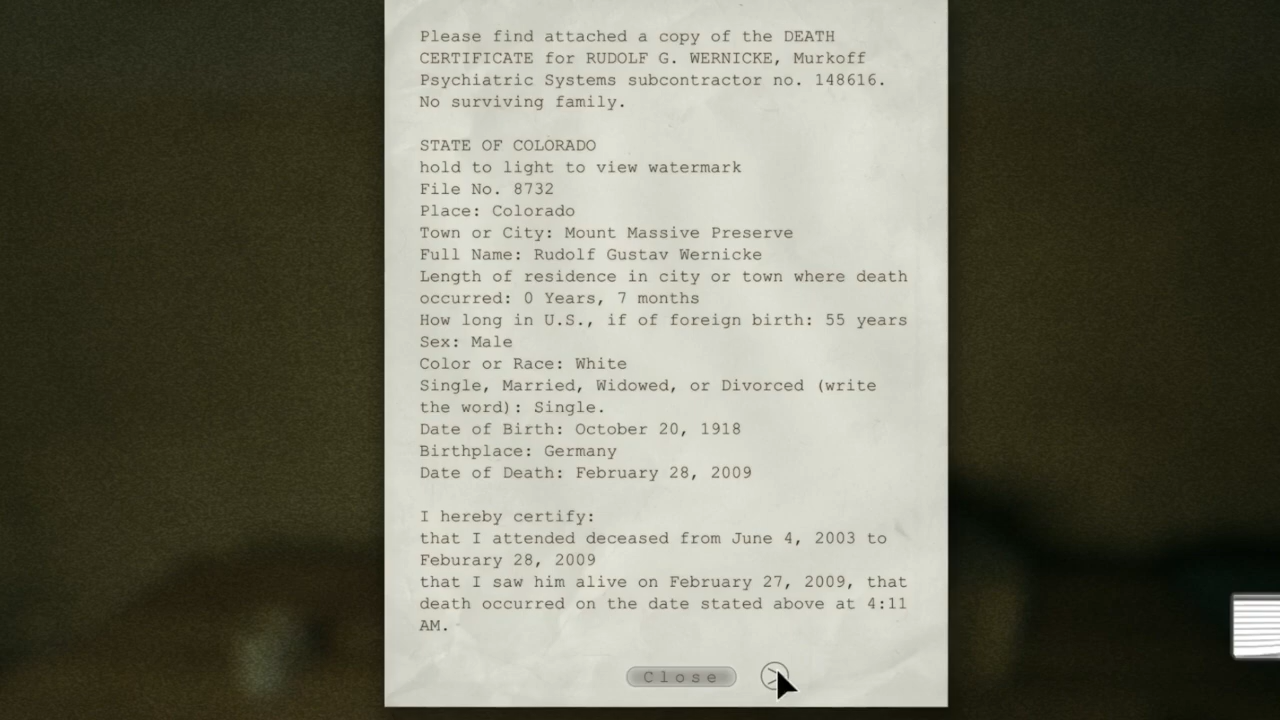 Please find attached a copy of the DEATH
CERTIFICATE for RUDOLF G. WERNICKE, Murkoff
Psychiatric Systems subcontractor no. 148616.
No surviving family.
STATE OF COLORADO
hold to light to view watermark
File No. 8732
Place: Colorado
Town or City: Mount Massive Preserve
Full Name: Rudolf Gustav Wernicke
Length of residence in city or town where death
occurred: 0 Years, 7 months
How long in U.S., if of foreign birth: 55 years
Sex: Male
Color or Race: White
Single, Married, Widowed, or Divorced (write
the word): Single.
Date of Birth: October 20, 1918
Birthplace: Germany
Date of Death: February 28, 2009
I hereby certify:
that I attended deceased from June 4, 2003 to
Feburary 28, 2009
that I saw him alive on February 27, 2009, that
death occurred on the date stated above at 4:11
AM.
Close